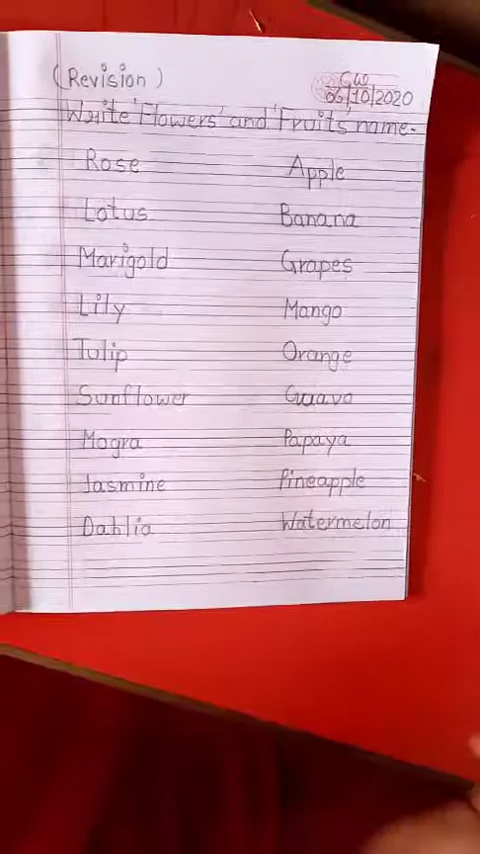 (Revision) CW
06/10/2020
Write 'Flowers' and 'Fruits' name.
Rose Apple
Lotus Banana
Marigold Grapes
Lily Mango
Tulip Orange
Sunflower Guava
Mogra Papaya
Jasmine Pineapple
Dahlia Watermelon